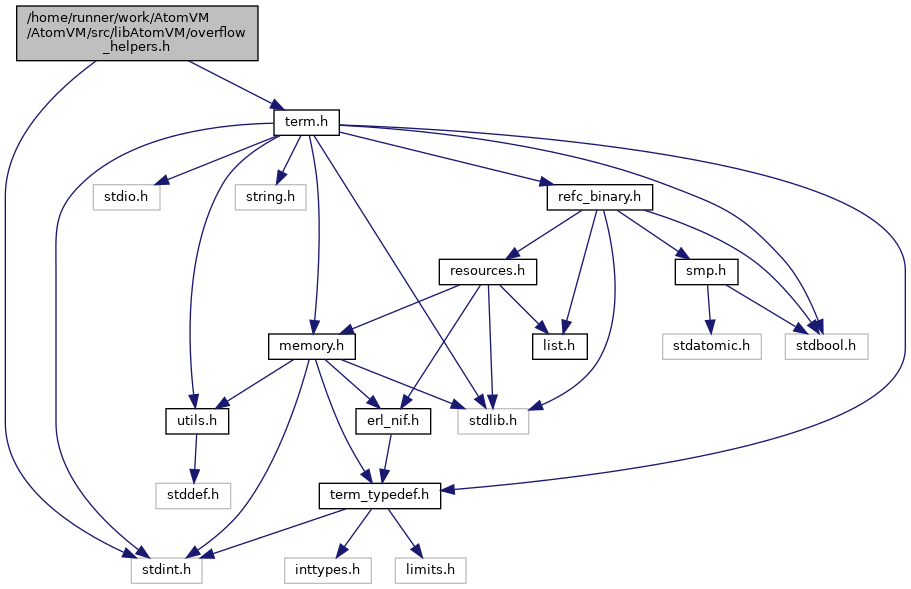 /home/runner/work/AtomVM
/AtomVM/src/libAtomVM/overflow
_helpers.h
term.h
stdio.h
string.h
refc_binary.h
resources.h
smp.h
memory.h
list.h
stdatomic.h
stdbool.h
utils.h
erl_nif.h
stdlib.h
stddef.h
term_typedef.h
stdint.h
inttypes.h
limits.h